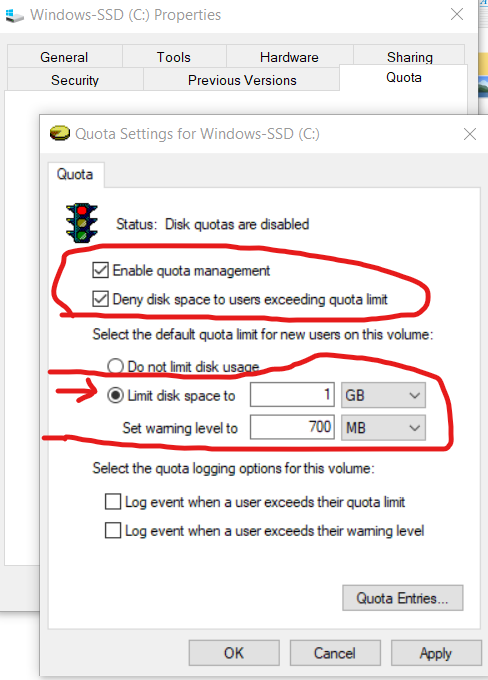 Windows-SSD (C:) Properties
General Tools Hardware Sharing
Security Previous Versions Quota
Quota Settings for Windows-SSD (C:)
Quota
Status: Disk quotas are disabled
Enable quota management
Deny disk space to users exceeding quota limit
Select the default quota limit for new users on this volume:
Do not limit disk usage
Limit disk space to 1 GB
Set warning level to 700 MB
Select the quota logging options for this volume:
Log event when a user exceeds their quota limit
Log event when a user exceeds their warning level
Quota Entries...
OK Cancel Apply